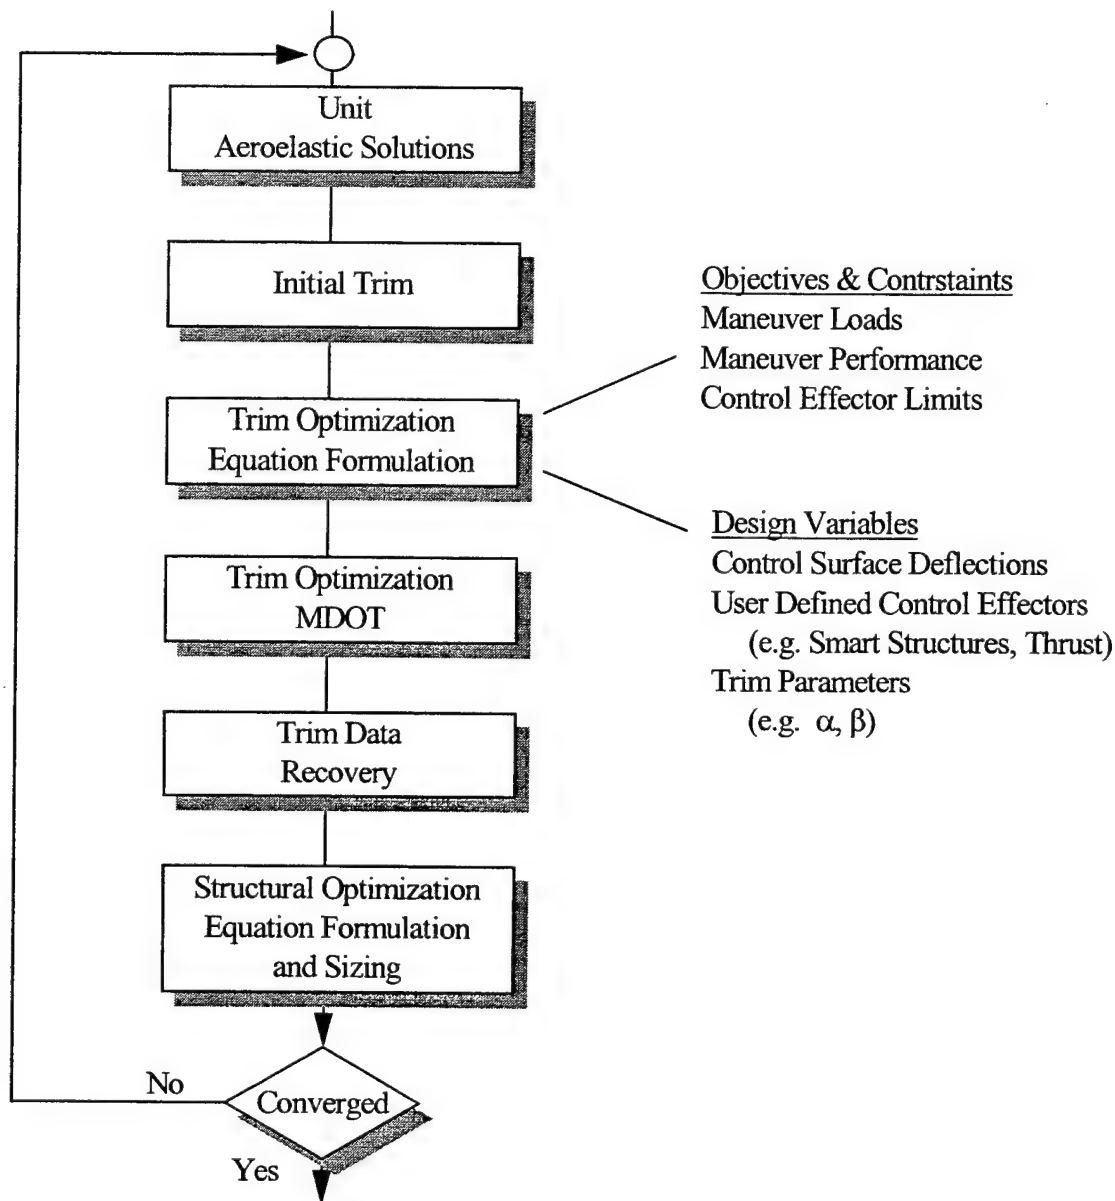 Unit
Aeroelastic Solutions
Initial Trim
Trim Optimization
Equation Formulation
Objectives & Contrstaints
Maneuver Loads
Maneuver Performance
Control Effector Limits
Design Variables
Control Surface Deflections
User Defined Control Effectors
(e.g. Smart Structures, Thrust)
Trim Parameters
(e.g. α, β)
Trim Optimization
MDOT
Trim Data
Recovery
Structural Optimization
Equation Formulation
and Sizing
No
Converged
Yes